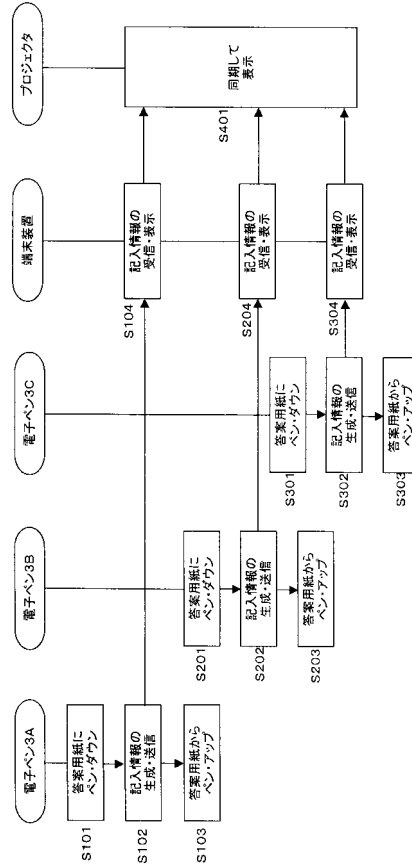 電子ペン3A
電子ペン3B
電子ペン3C
端末装置
プロジェクタ
S101
答案用紙に
ペン・ダウン
S102
記入情報の
生成・送信
S103
答案用紙から
ペン・アップ
S104
記入情報の
受信・表示
S201
答案用紙に
ペン・ダウン
S202
記入情報の
生成・送信
S203
答案用紙から
ペン・アップ
S204
記入情報の
受信・表示
S301
答案用紙に
ペン・ダウン
S302
記入情報の
生成・送信
S303
答案用紙から
ペン・アップ
S304
記入情報の
受信・表示
S401
同期して
表示